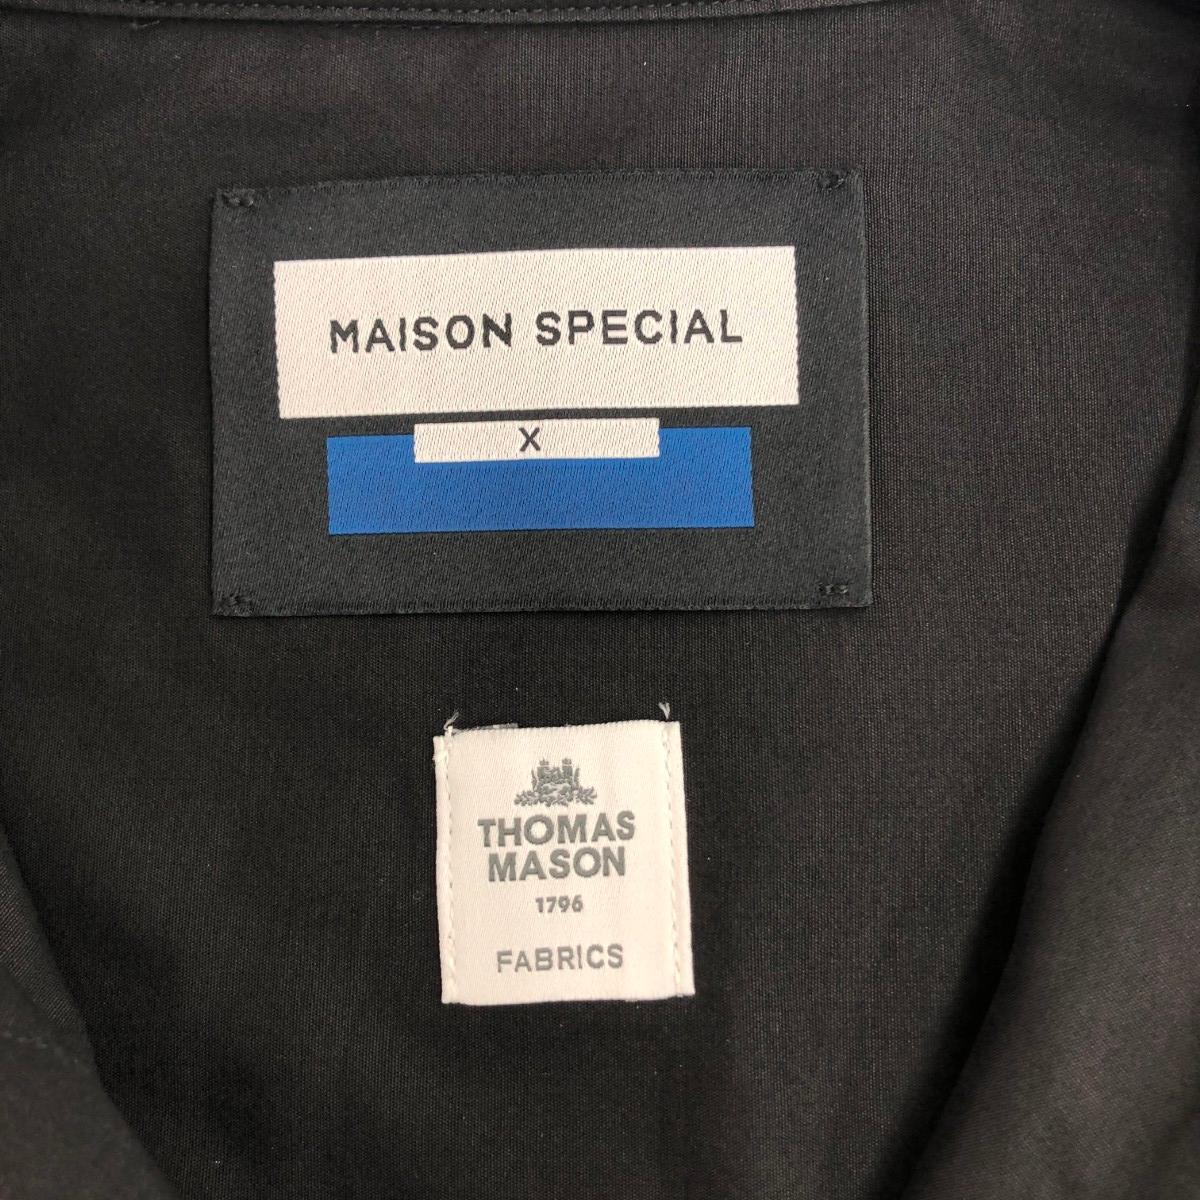 MAISON SPECIAL
X
THOMAS
MASON
1796
FABRICS